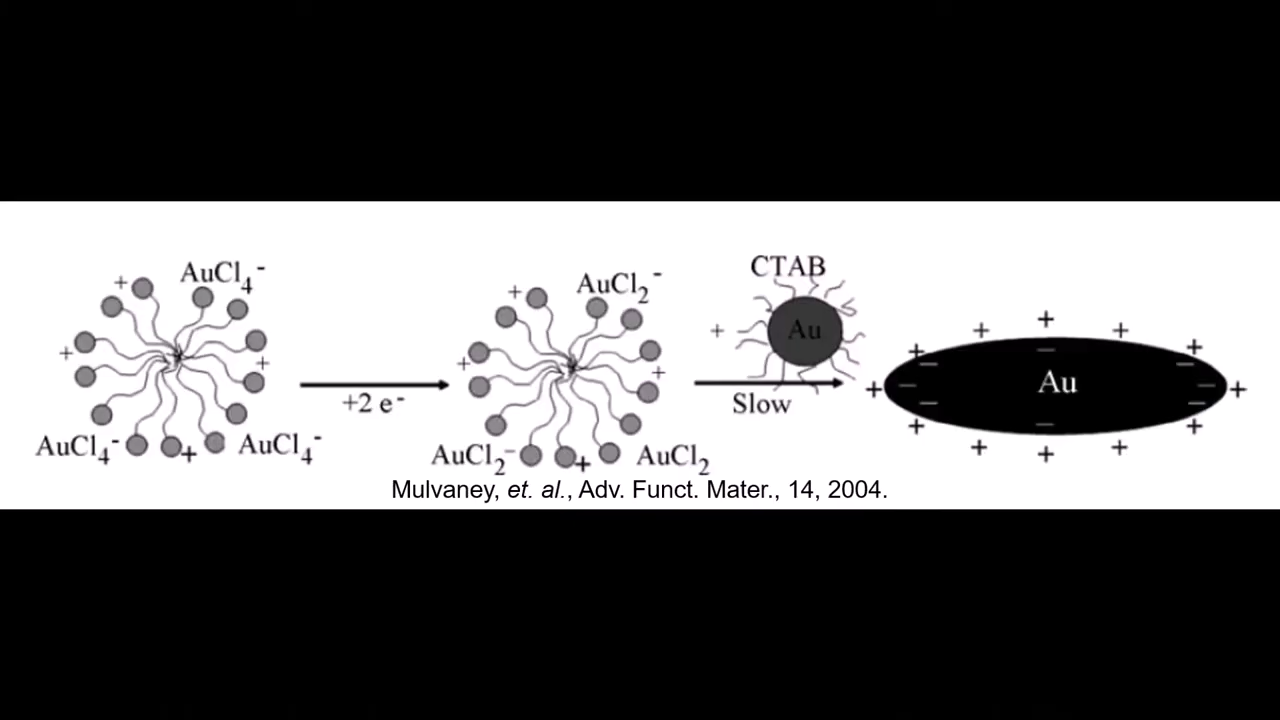 AuCl₄⁻
+
+
+
AuCl₄⁻
+
AuCl₄⁻
+2 e⁻
AuCl₂⁻
+
+
+
AuCl₂⁻
+
AuCl₂
CTAB
+
Au
Slow
+
+ +
+ +
+ Au +
+ +
+ +
+
Mulvaney, et. al., Adv. Funct. Mater., 14, 2004.